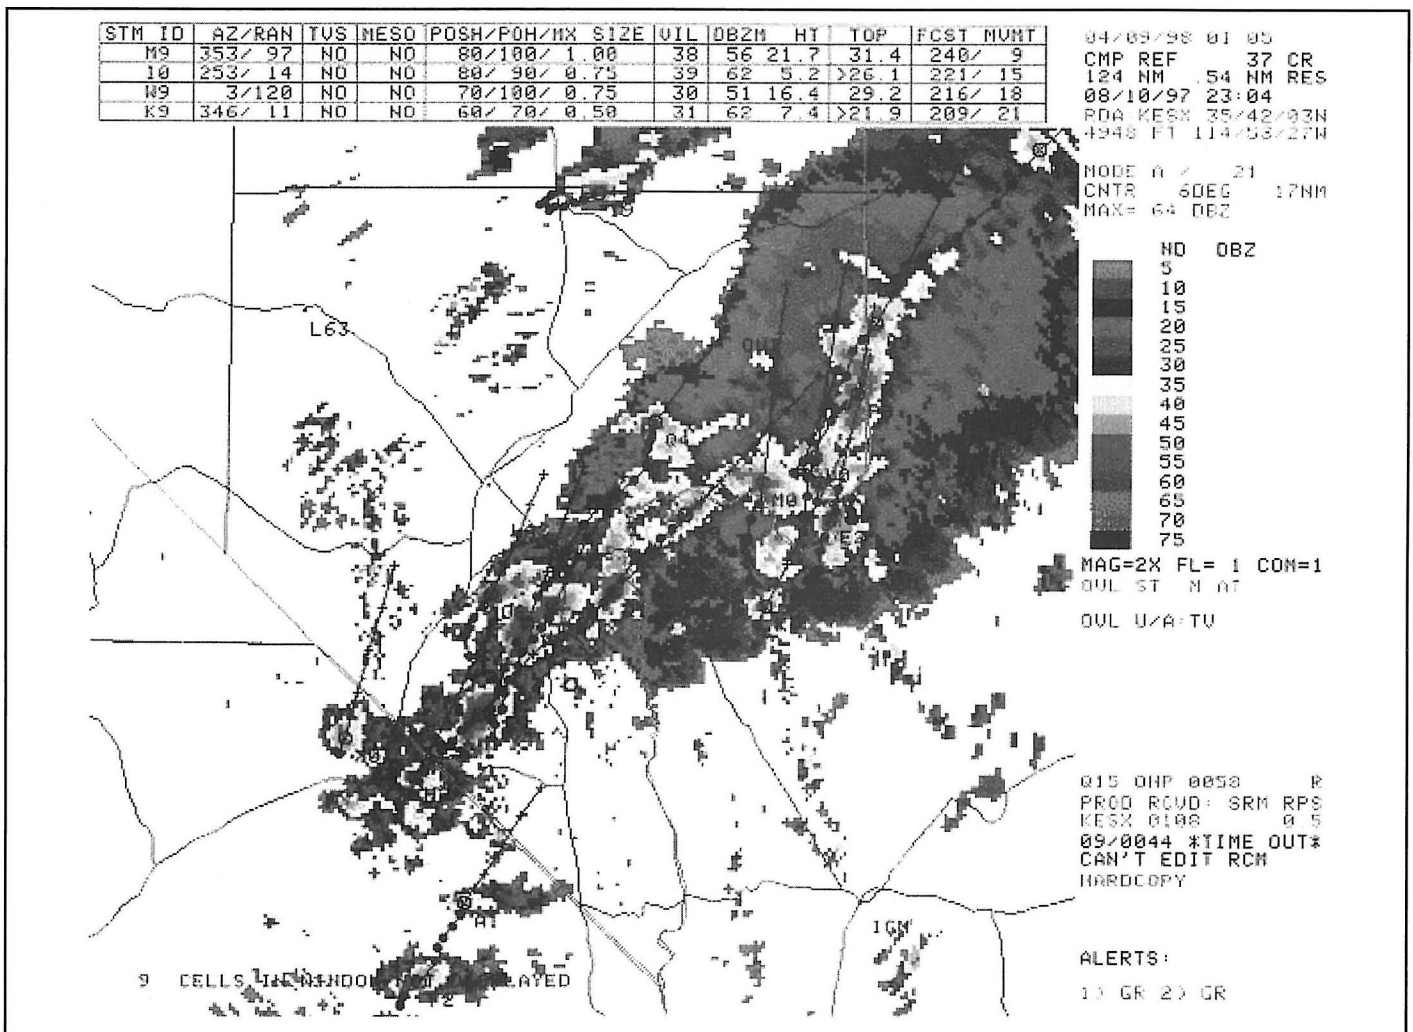 STM ID AZ/RAN TVS MESO POSH/POH/MX SIZE VIL DBZM HT TOP FCST MVMT
M9 353/ 97 NO NO 80/100/ 1.00 38 56 21.7 31.4 240/ 9
10 253/ 14 NO NO 80/ 90/ 0.75 39 62 5.2 >26.1 221/ 15
W9 3/120 NO NO 70/100/ 0.75 30 51 16.4 29.2 216/ 18
K9 346/ 11 NO NO 60/ 70/ 0.50 31 62 7.4 >21.9 209/ 21
04/09/98 01 05
CMP REF 37 CR
124 NM .54 NM RES
08/10/97 23:04
RDA KESX 35/42/03N
4948 FT 114/53/27W
MODE A / 21
CNTR 6DEG 17NM
MAX= 64 DBZ
ND DBZ
5
10
15
20
25
30
35
40
45
50
55
60
65
70
75
L63
M0
MAG=2X FL= 1 COM=1
OVL ST M AT
OVL U/A:TV
Q15 OHP 0058 R
PROD RCVD: SRM RPS
KESX 0108 0.5
09/0044 *TIME OUT*
CAN'T EDIT RCM
HARDCOPY
IGM
ALERTS:
1) GR 2) GR
9 CELLS IN WINDOW NOT DISPLAYED